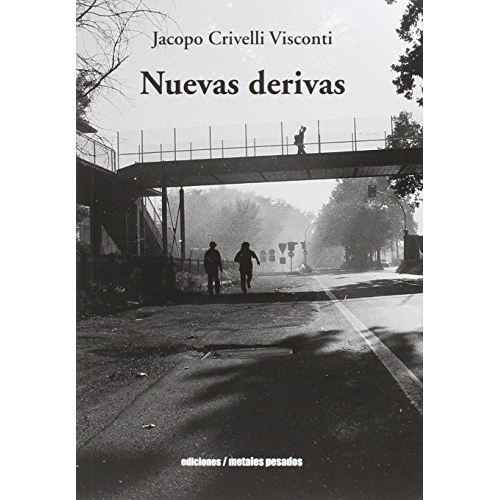 Jacopo Crivelli Visconti
Nuevas derivas
ediciones / metales pesados